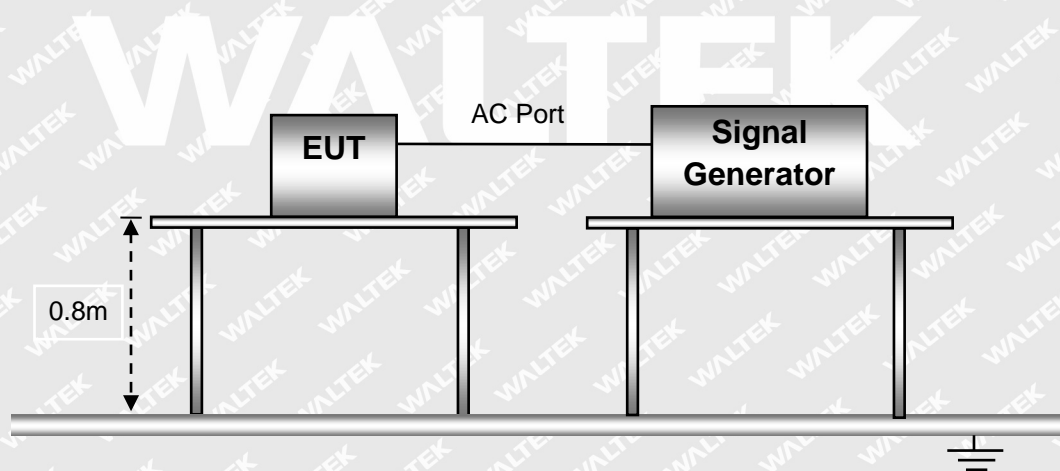 WALTEK
AC Port
EUT
Signal
Generator
0.8m